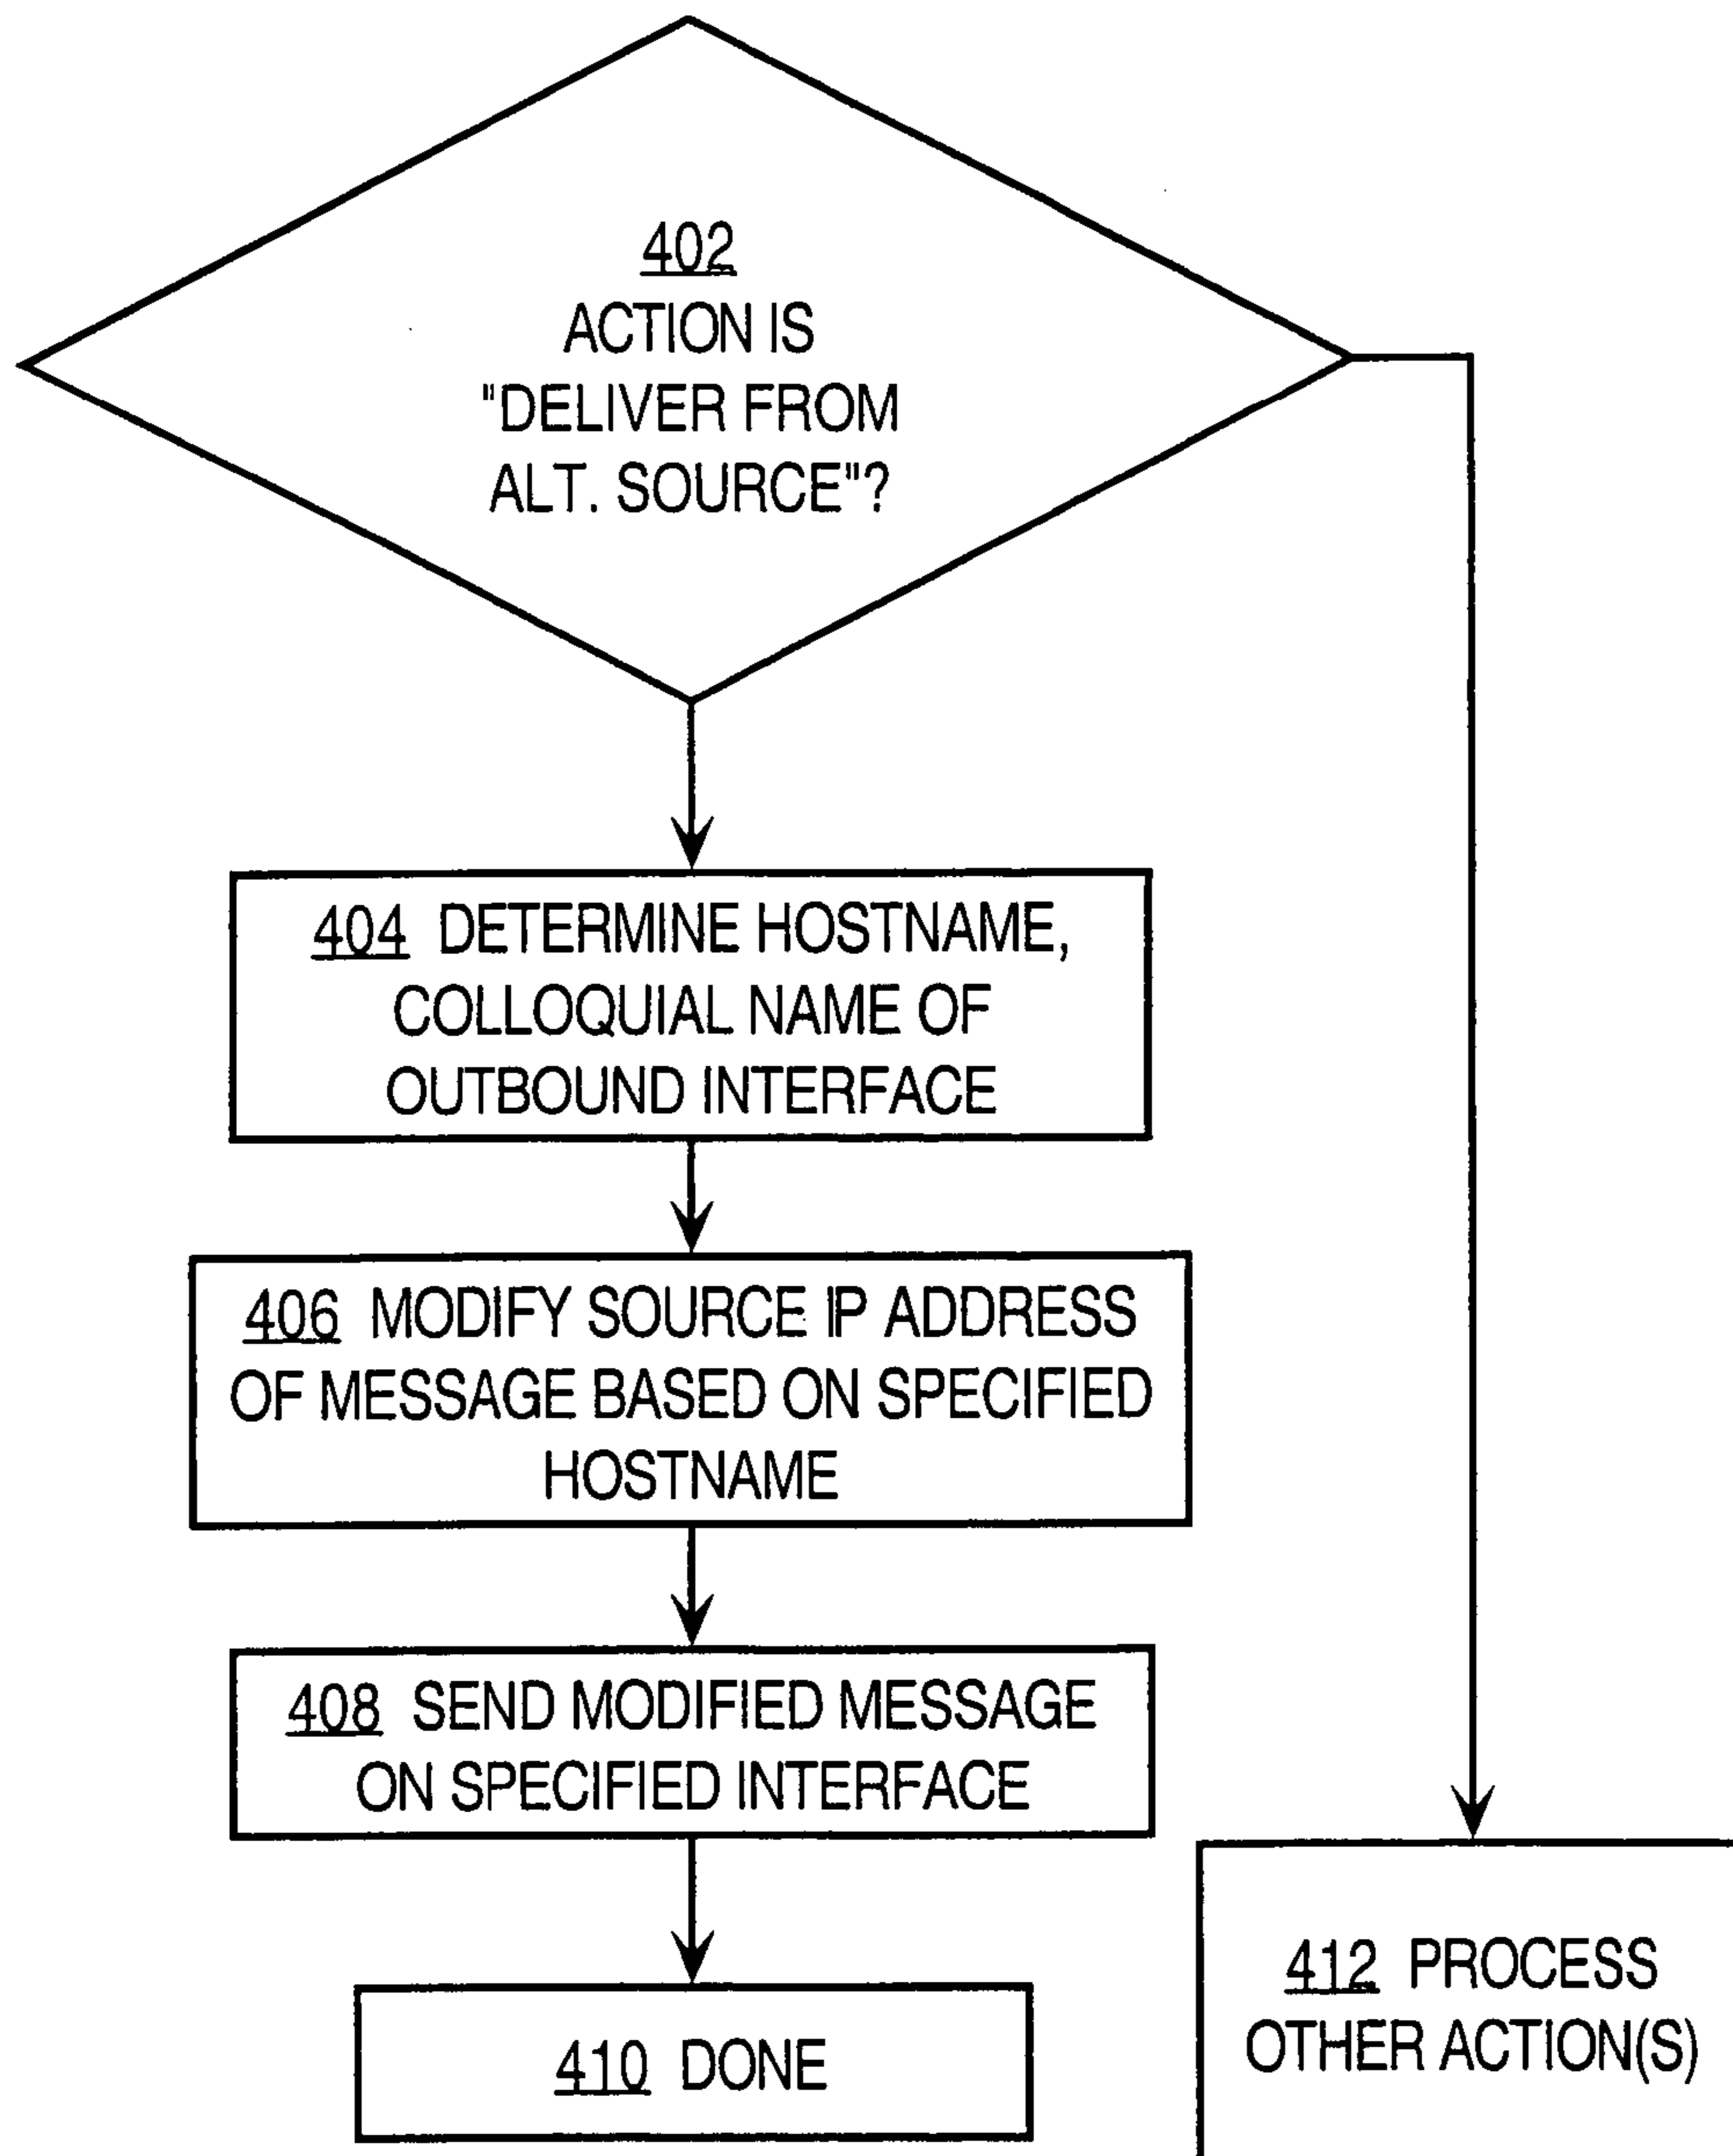 402
ACTION IS
"DELIVER FROM
ALT. SOURCE"?
404 DETERMINE HOSTNAME,
COLLOQUIAL NAME OF
OUTBOUND INTERFACE
406 MODIFY SOURCE IP ADDRESS
OF MESSAGE BASED ON SPECIFIED
HOSTNAME
408 SEND MODIFIED MESSAGE
ON SPECIFIED INTERFACE
410 DONE
412 PROCESS
OTHER ACTION(S)